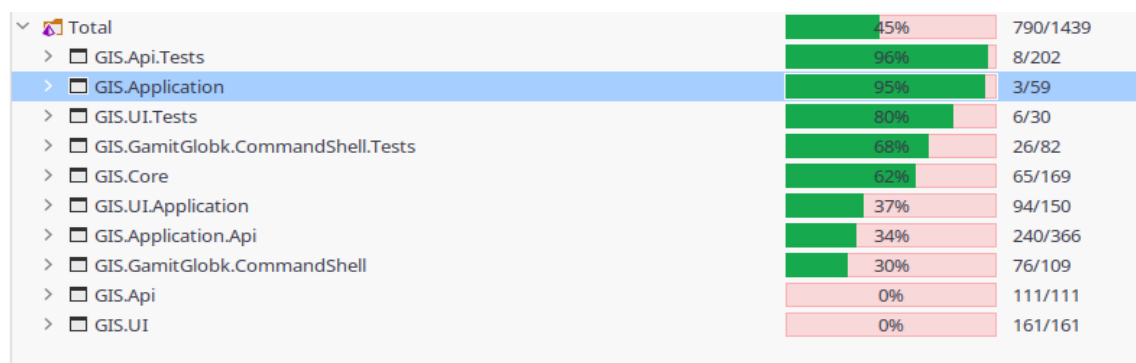 Total 45% 790/1439
GIS.Api.Tests 96% 8/202
GIS.Application 95% 3/59
GIS.UI.Tests 80% 6/30
GIS.GamitGlobk.CommandShell.Tests 68% 26/82
GIS.Core 62% 65/169
GIS.UI.Application 37% 94/150
GIS.Application.Api 34% 240/366
GIS.GamitGlobk.CommandShell 30% 76/109
GIS.Api 0% 111/111
GIS.UI 0% 161/161